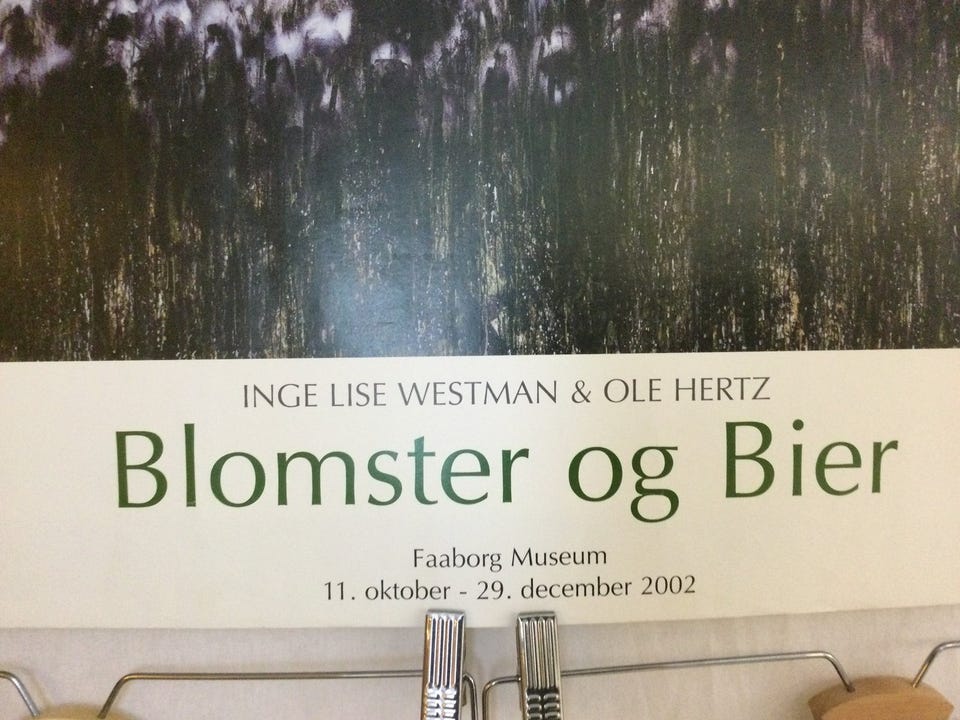 INGE LISE WESTMAN & OLE HERTZ
Blomster og Bier
Faaborg Museum
11. oktober - 29. december 2002